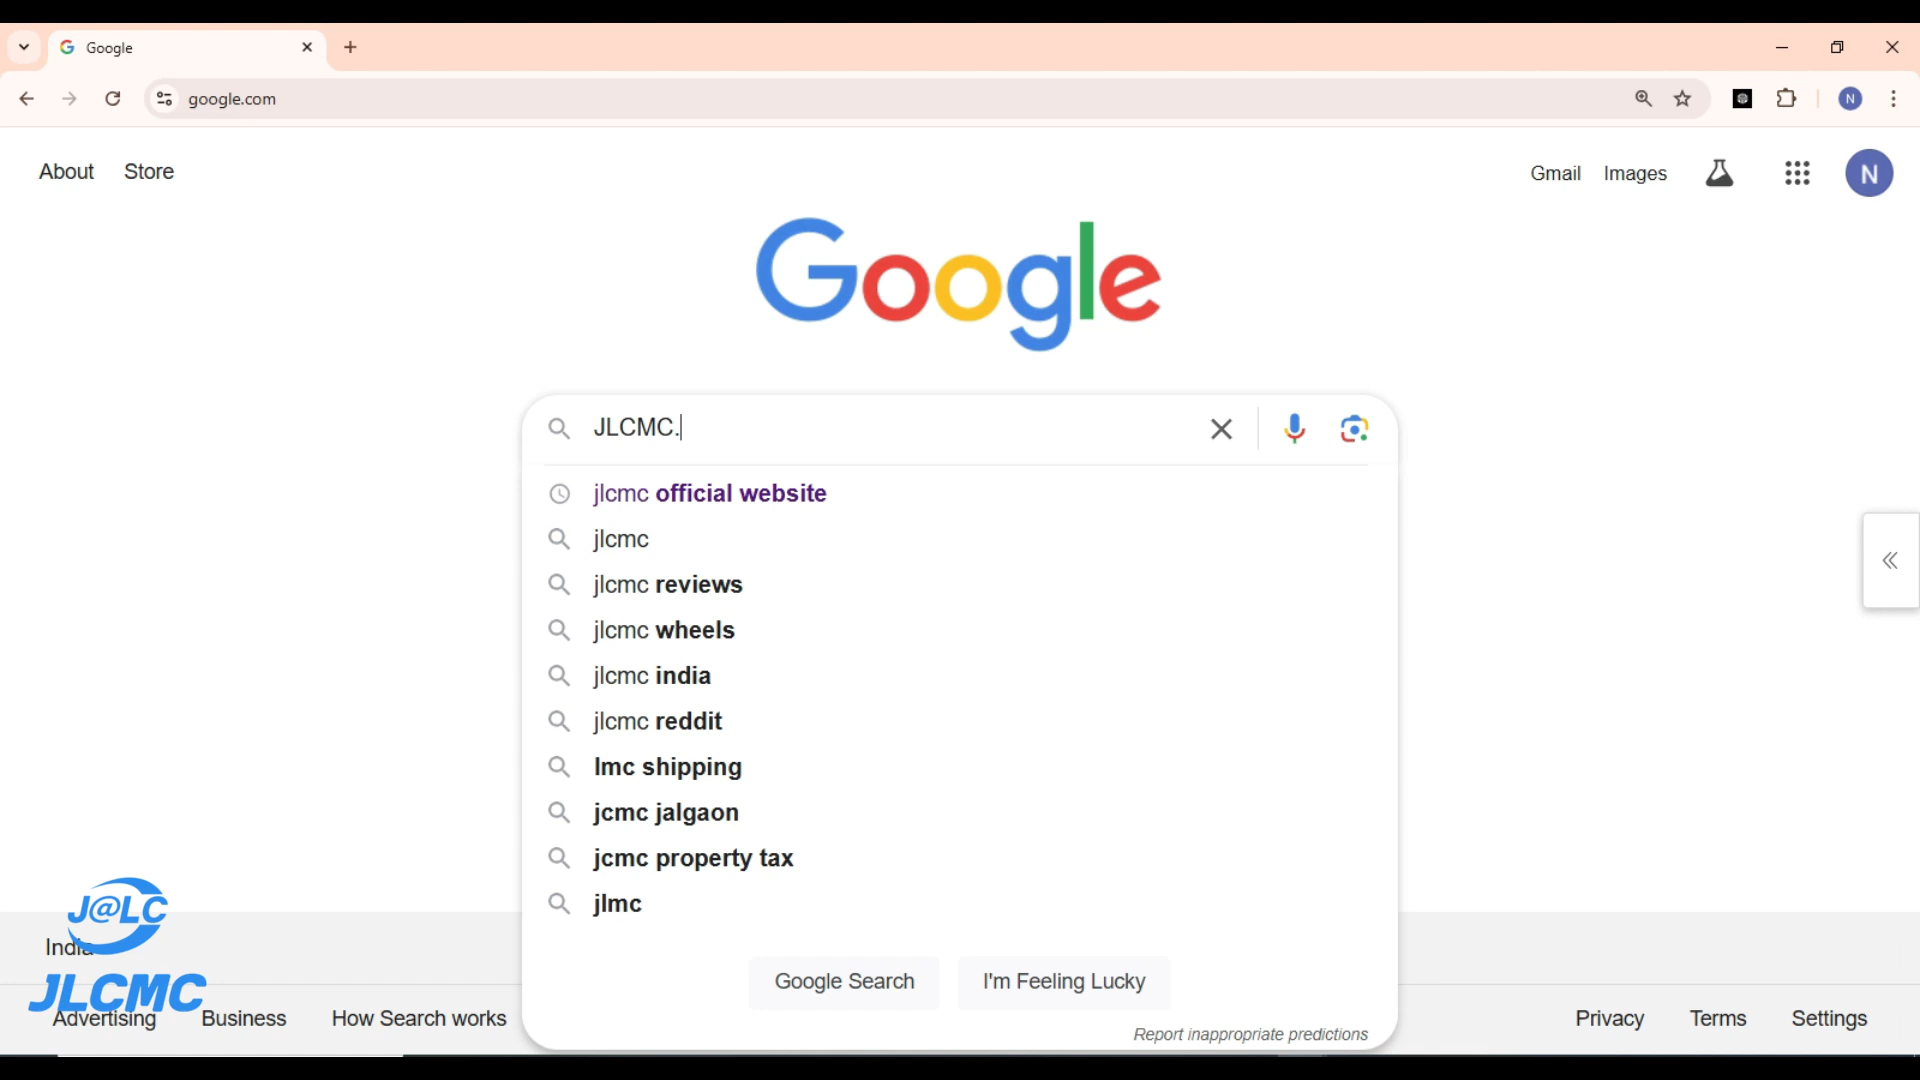 Google
google.com
N
About Store
Gmail Images
N
Google
JLCMC.
jlcmc official website
jlcmc
jlcmc reviews
jlcmc wheels
jlcmc india
jlcmc reddit
lmc shipping
jcmc jalgaon
jcmc property tax
jlmc
Google Search I'm Feeling Lucky
Report inappropriate predictions
J@LC
India
JLCMC
Advertising Business How Search works
Privacy Terms Settings